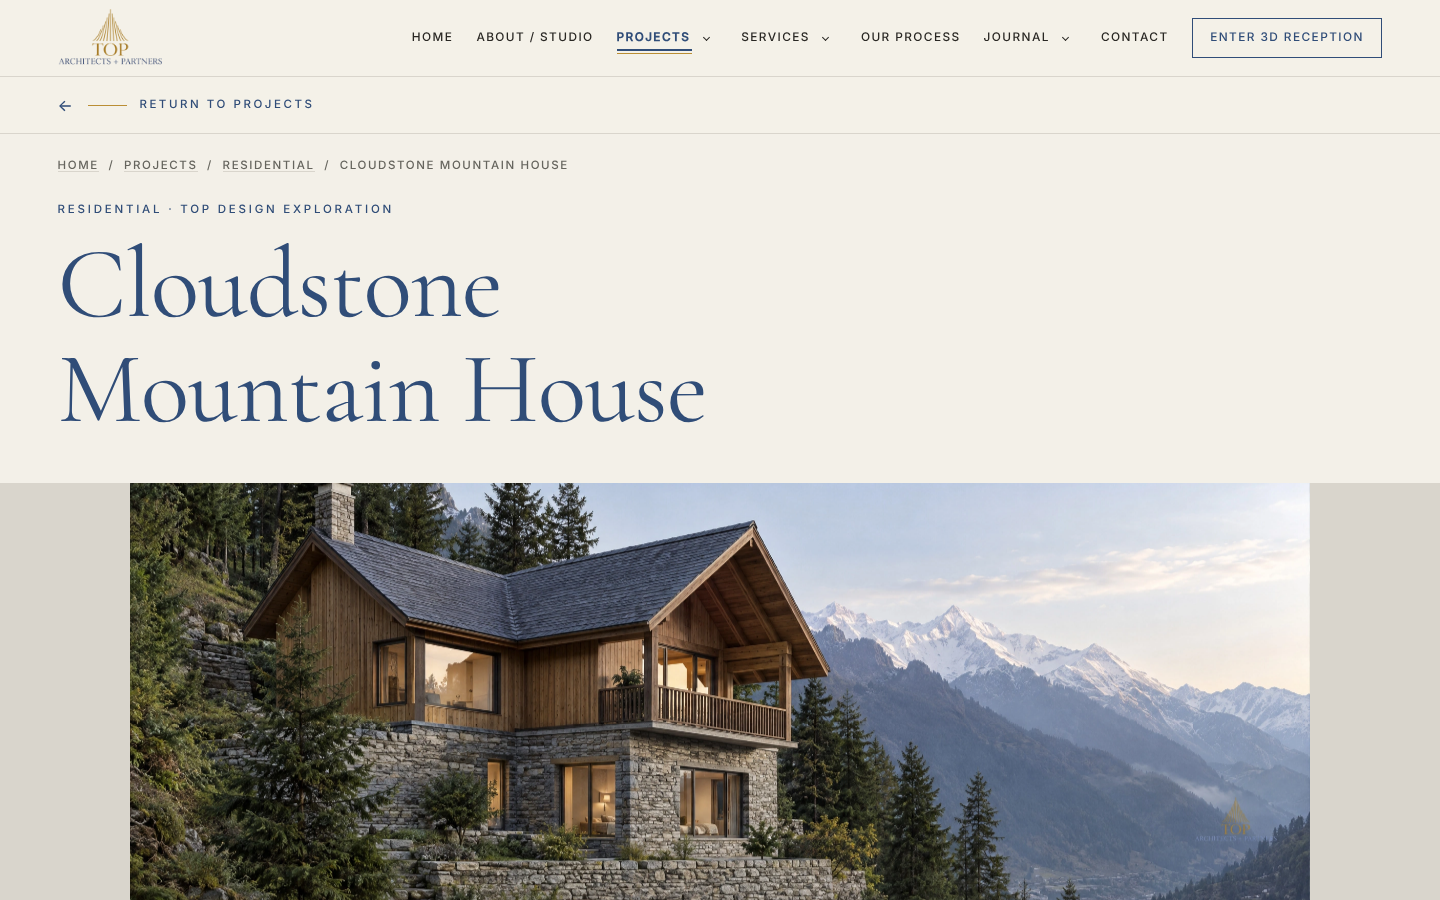 TOP
ARCHITECTS + PARTNERS
HOME
ABOUT / STUDIO
PROJECTS
SERVICES
OUR PROCESS
JOURNAL
CONTACT
ENTER 3D RECEPTION
RETURN TO PROJECTS
HOME / PROJECTS / RESIDENTIAL / CLOUDSTONE MOUNTAIN HOUSE
RESIDENTIAL · TOP DESIGN EXPLORATION
Cloudstone
Mountain House
TOP
ARCHITECTS